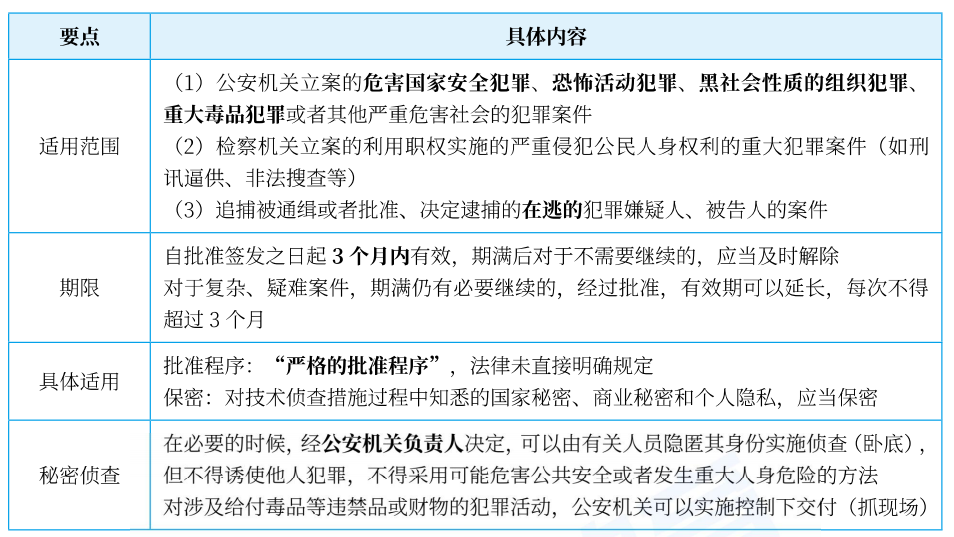 要点
具体内容
适用范围
（1）公安机关立案的危害国家安全犯罪、恐怖活动犯罪、黑社会性质的组织犯罪、
重大毒品犯罪或者其他严重危害社会的犯罪案件
（2）检察机关立案的利用职权实施的严重侵犯公民人身权利的重大犯罪案件（如刑
讯逼供、非法搜查等）
（3）追捕被通缉或者批准、决定逮捕的在逃的犯罪嫌疑人、被告人的案件
期限
自批准签发之日起 3 个月内有效，期满后对于不需要继续的，应当及时解除
对于复杂、疑难案件，期满仍有必要继续的，经过批准，有效期可以延长，每次不得
超过 3 个月
具体适用
批准程序：“严格的批准程序”，法律未直接明确规定
保密：对技术侦查措施过程中知悉的国家秘密、商业秘密和个人隐私，应当保密
秘密侦查
在必要的时候，经公安机关负责人决定，可以由有关人员隐匿其身份实施侦查（卧底），
但不得诱使他人犯罪，不得采用可能危害公共安全或者发生重大人身危险的方法
对涉及给付毒品等违禁品或财物的犯罪活动，公安机关可以实施控制下交付（抓现场）